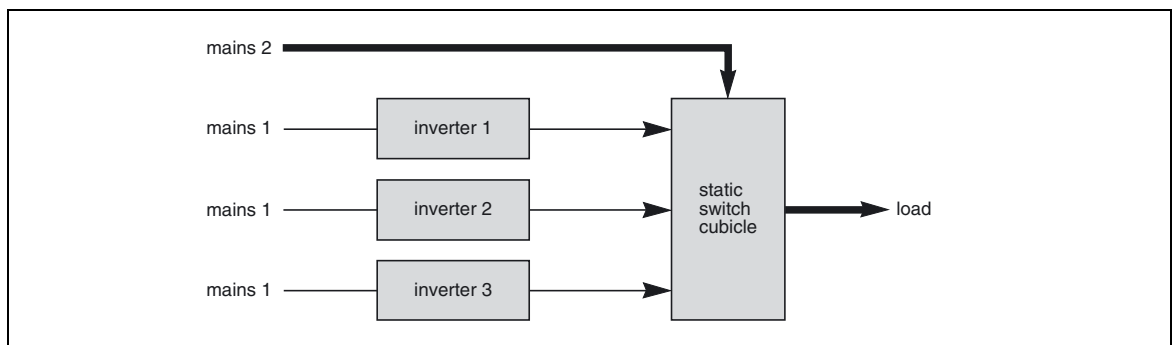 mains 2
mains 1
inverter 1
mains 1
inverter 2
static
switch
cubicle
load
mains 1
inverter 3